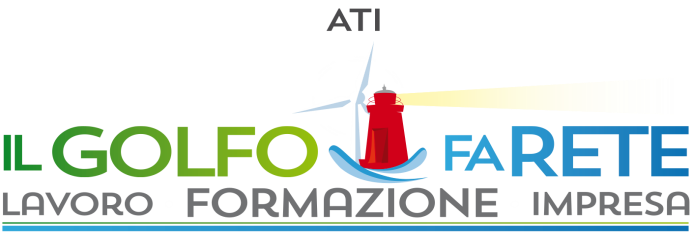 ATI
IL GOLFO FA RETE
LAVORO FORMAZIONE IMPRESA